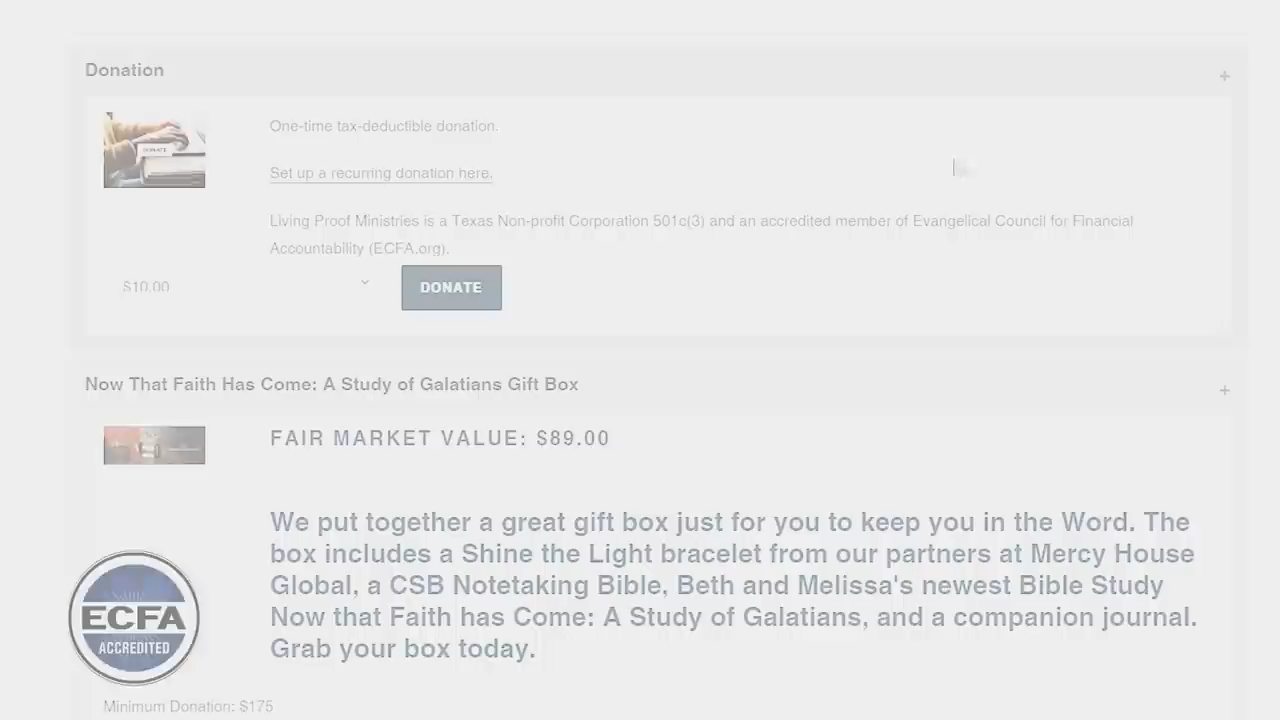 Donation
+
DONATE
One-time tax-deductible donation.
Set up a recurring donation here.
Living Proof Ministries is a Texas Non-profit Corporation 501c(3) and an accredited member of Evangelical Council for Financial
Accountability (ECFA.org).
$10.00
DONATE
Now That Faith Has Come: A Study of Galatians Gift Box
+
FAIR MARKET VALUE: $89.00
We put together a great gift box just for you to keep you in the Word. The
box includes a Shine the Light bracelet from our partners at Mercy House
Global, a CSB Notetaking Bible, Beth and Melissa's newest Bible Study
Now that Faith has Come: A Study of Galatians, and a companion journal.
Grab your box today.
ECFA
ACCREDITED
Minimum Donation: $175